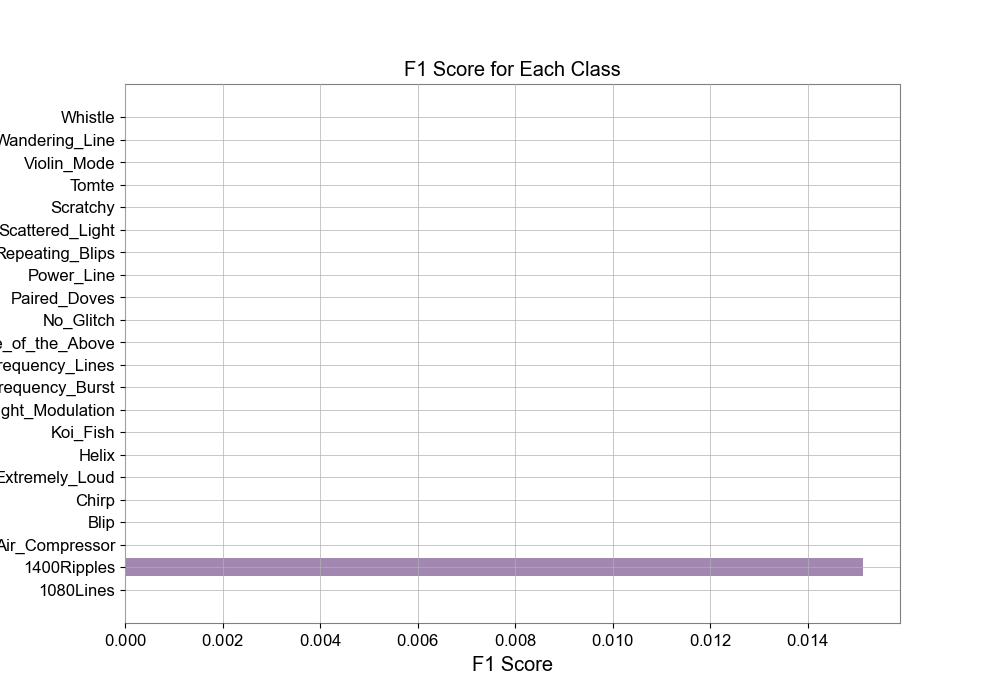 F1 Score for Each Class
Whistle
Wandering_Line
Violin_Mode
Tomte
Scratchy
Scattered_Light
Repeating_Blips
Power_Line
Paired_Doves
No_Glitch
e_of_the_Above
requency_Lines
requency_Burst
ght_Modulation
Koi_Fish
Helix
Extremely_Loud
Chirp
Blip
Air_Compressor
1400Ripples
1080Lines
0.000 0.002 0.004 0.006 0.008 0.010 0.012 0.014
F1 Score